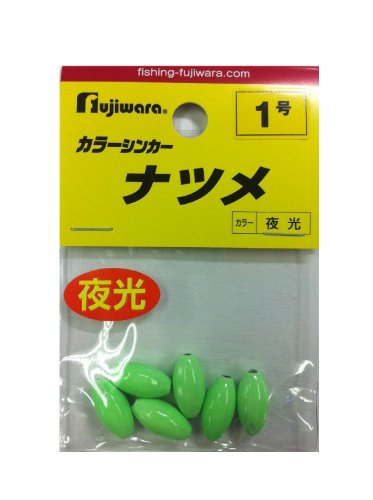 fishing-fujiwara.com
Fujiwara®
1号
カラーシンカー
ナツメ
カラー 夜光
夜光